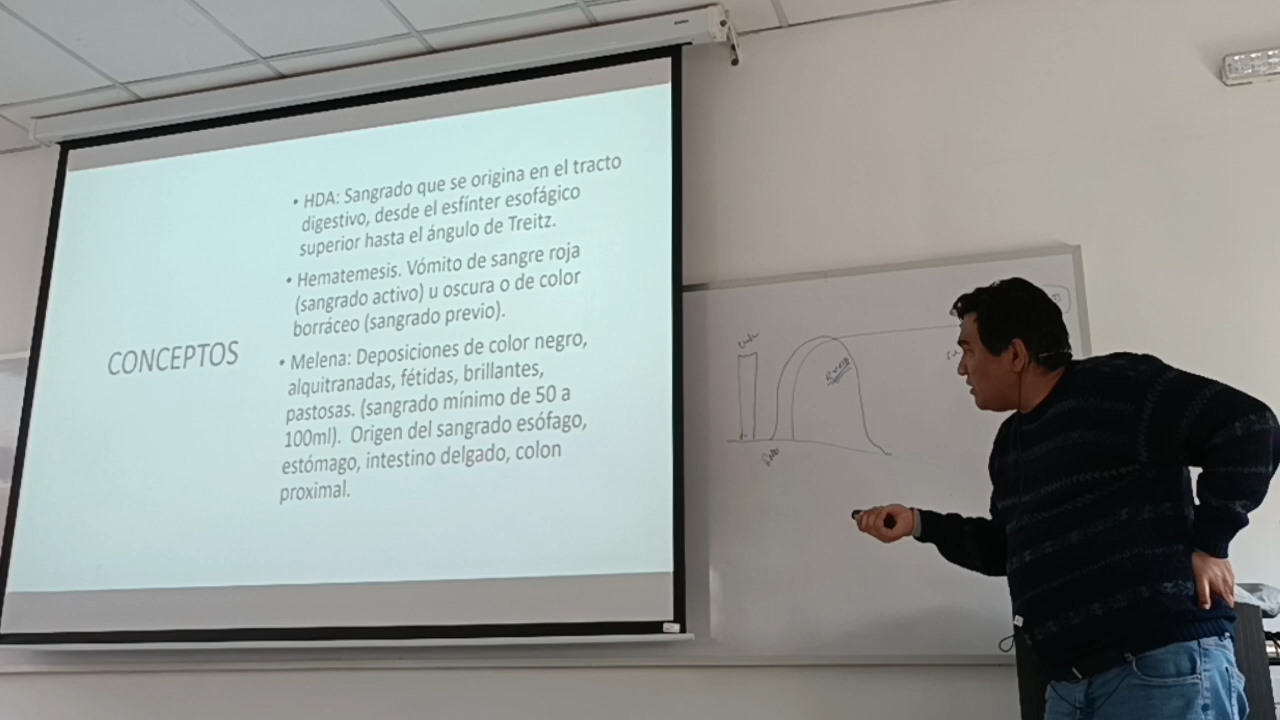 CONCEPTOS
• HDA: Sangrado que se origina en el tracto
digestivo, desde el esfínter esofágico
superior hasta el ángulo de Treitz.
• Hematemesis. Vómito de sangre roja
(sangrado activo) u oscura o de color
borráceo (sangrado previo).
• Melena: Deposiciones de color negro,
alquitranadas, fétidas, brillantes,
pastosas. (sangrado mínimo de 50 a
100ml). Origen del sangrado esófago,
estómago, intestino delgado, colon
proximal.